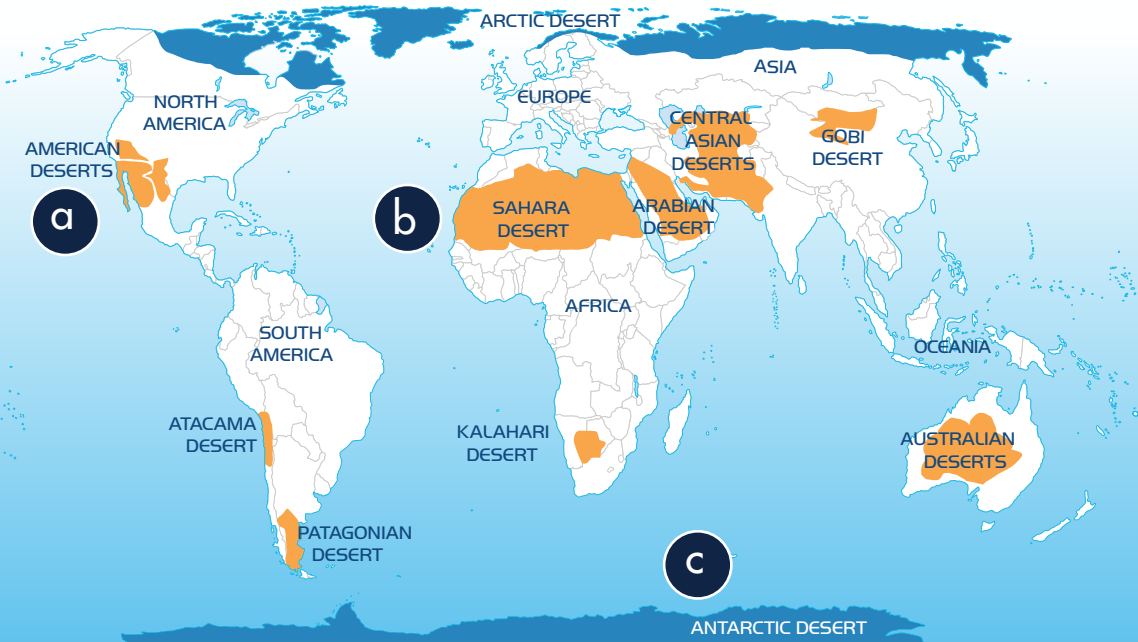 ARCTIC DESERT
ASIA
NORTH
AMERICA
EUROPE
CENTRAL
ASIAN
DESERTS
GOBI
DESERT
AMERICAN
DESERTS
a
b
SAHARA
DESERT
ARABIAN
DESERT
AFRICA
SOUTH
AMERICA
OCEANIA
ATACAMA
DESERT
KALAHARI
DESERT
AUSTRALIAN
DESERTS
PATAGONIAN
DESERT
c
ANTARCTIC DESERT